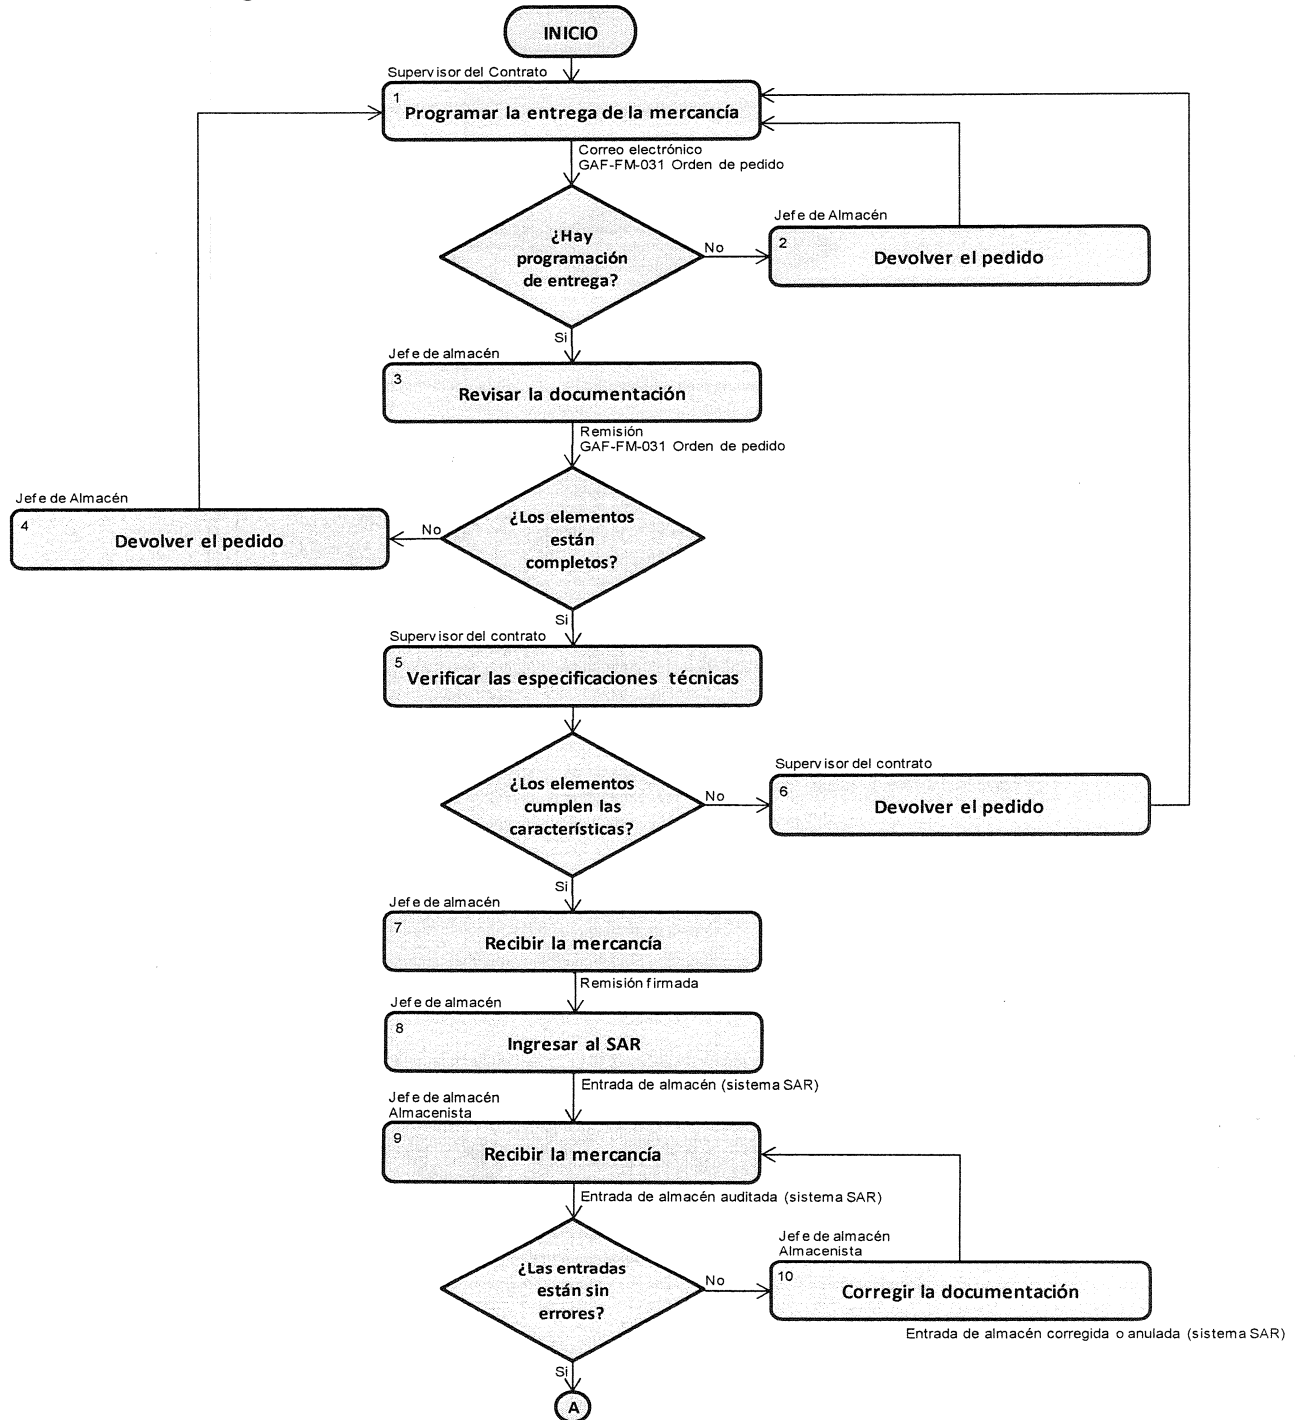 INICIO
Supervisor del Contrato
1
Programar la entrega de la mercancía
Correo electrónico
GAF-FM-031 Orden de pedido
¿Hay
programación
de entrega?
No
Jefe de Almacén
2
Devolver el pedido
Si
Jefe de almacén
3
Revisar la documentación
Remisión
GAF-FM-031 Orden de pedido
¿Los elementos
están
completos?
No
Jefe de Almacén
4
Devolver el pedido
Si
Supervisor del contrato
5
Verificar las especificaciones técnicas
¿Los elementos
cumplen las
características?
No
Supervisor del contrato
6
Devolver el pedido
Si
Jefe de almacén
7
Recibir la mercancía
Remisión firmada
Jefe de almacén
8
Ingresar al SAR
Entrada de almacén (sistema SAR)
Jefe de almacén
Almacenista
9
Recibir la mercancía
Entrada de almacén auditada (sistema SAR)
¿Las entradas
están sin
errores?
No
Jefe de almacén
Almacenista
10
Corregir la documentación
Entrada de almacén corregida o anulada (sistema SAR)
Si
A